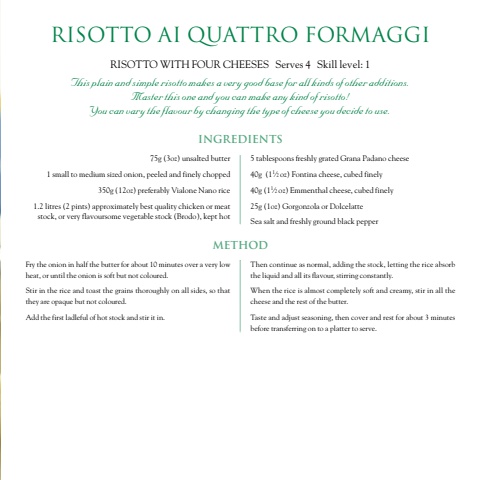 RISOTTO AI QUATTRO FORMAGGI
RISOTTO WITH FOUR CHEESES Serves 4 Skill level: 1
This plain and simple risotto makes a very good base for all kinds of other additions.
Master this one and you can make any kind of risotto!
You can vary the flavour by changing the type of cheese you decide to use.
INGREDIENTS
75g (3oz) unsalted butter
1 small to medium sized onion, peeled and finely chopped
350g (12oz) preferably Vialone Nano rice
1.2 litres (2 pints) approximately best quality chicken or meat
stock, or very flavoursome vegetable stock (Brodo), kept hot
5 tablespoons freshly grated Grana Padano cheese
40g (1½ oz) Fontina cheese, cubed finely
40g (1½ oz) Emmenthal cheese, cubed finely
25g (1oz) Gorgonzola or Dolcelatte
Sea salt and freshly ground black pepper
METHOD
Fry the onion in half the butter for about 10 minutes over a very low
heat, or until the onion is soft but not coloured.
Stir in the rice and toast the grains thoroughly on all sides, so that
they are opaque but not coloured.
Add the first ladleful of hot stock and stir it in.
Then continue as normal, adding the stock, letting the rice absorb
the liquid and all its flavour, stirring constantly.
When the rice is almost completely soft and creamy, stir in all the
cheese and the rest of the butter.
Taste and adjust seasoning, then cover and rest for about 3 minutes
before transferring on to a platter to serve.